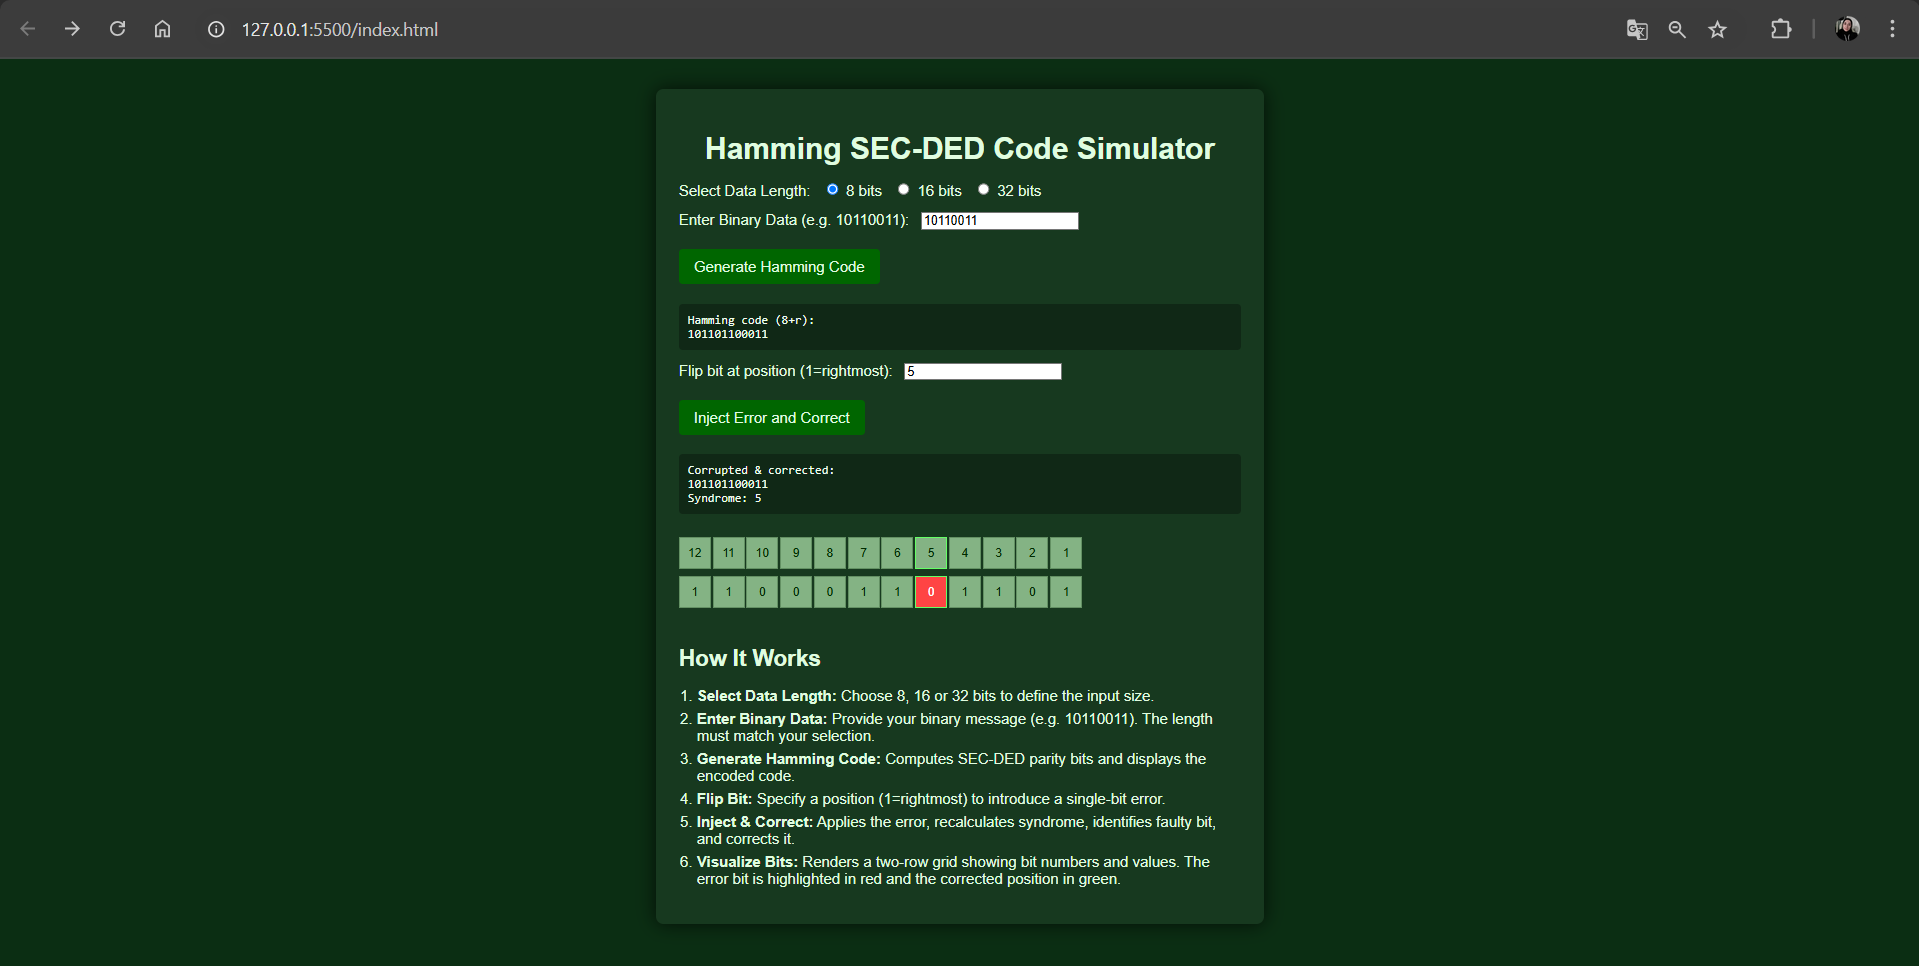 127.0.0.1:5500/index.html
Hamming SEC-DED Code Simulator
Select Data Length: 8 bits 16 bits 32 bits
Enter Binary Data (e.g. 10110011): 10110011
Generate Hamming Code
Hamming code (8+r):
101101100011
Flip bit at position (1=rightmost): 5
Inject Error and Correct
Corrupted & corrected:
101101100011
Syndrome: 5
12 11 10 9 8 7 6 5 4 3 2 1
1 1 0 0 0 1 1 0 1 1 0 1
How It Works
1. Select Data Length: Choose 8, 16 or 32 bits to define the input size.
2. Enter Binary Data: Provide your binary message (e.g. 10110011). The length
must match your selection.
3. Generate Hamming Code: Computes SEC-DED parity bits and displays the
encoded code.
4. Flip Bit: Specify a position (1=rightmost) to introduce a single-bit error.
5. Inject & Correct: Applies the error, recalculates syndrome, identifies faulty bit,
and corrects it.
6. Visualize Bits: Renders a two-row grid showing bit numbers and values. The
error bit is highlighted in red and the corrected position in green.